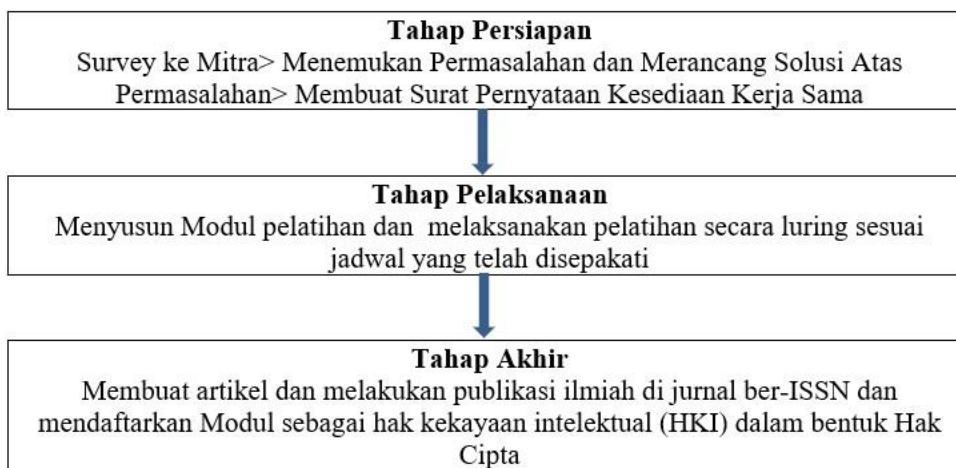 Tahap Persiapan
Survey ke Mitra> Menemukan Permasalahan dan Merancang Solusi Atas
Permasalahan> Membuat Surat Pernyataan Kesediaan Kerja Sama
Tahap Pelaksanaan
Menyusun Modul pelatihan dan  melaksanakan pelatihan secara luring sesuai
jadwal yang telah disepakati
Tahap Akhir
Membuat artikel dan melakukan publikasi ilmiah di jurnal ber-ISSN dan
mendaftarkan Modul sebagai hak kekayaan intelektual (HKI) dalam bentuk Hak
Cipta